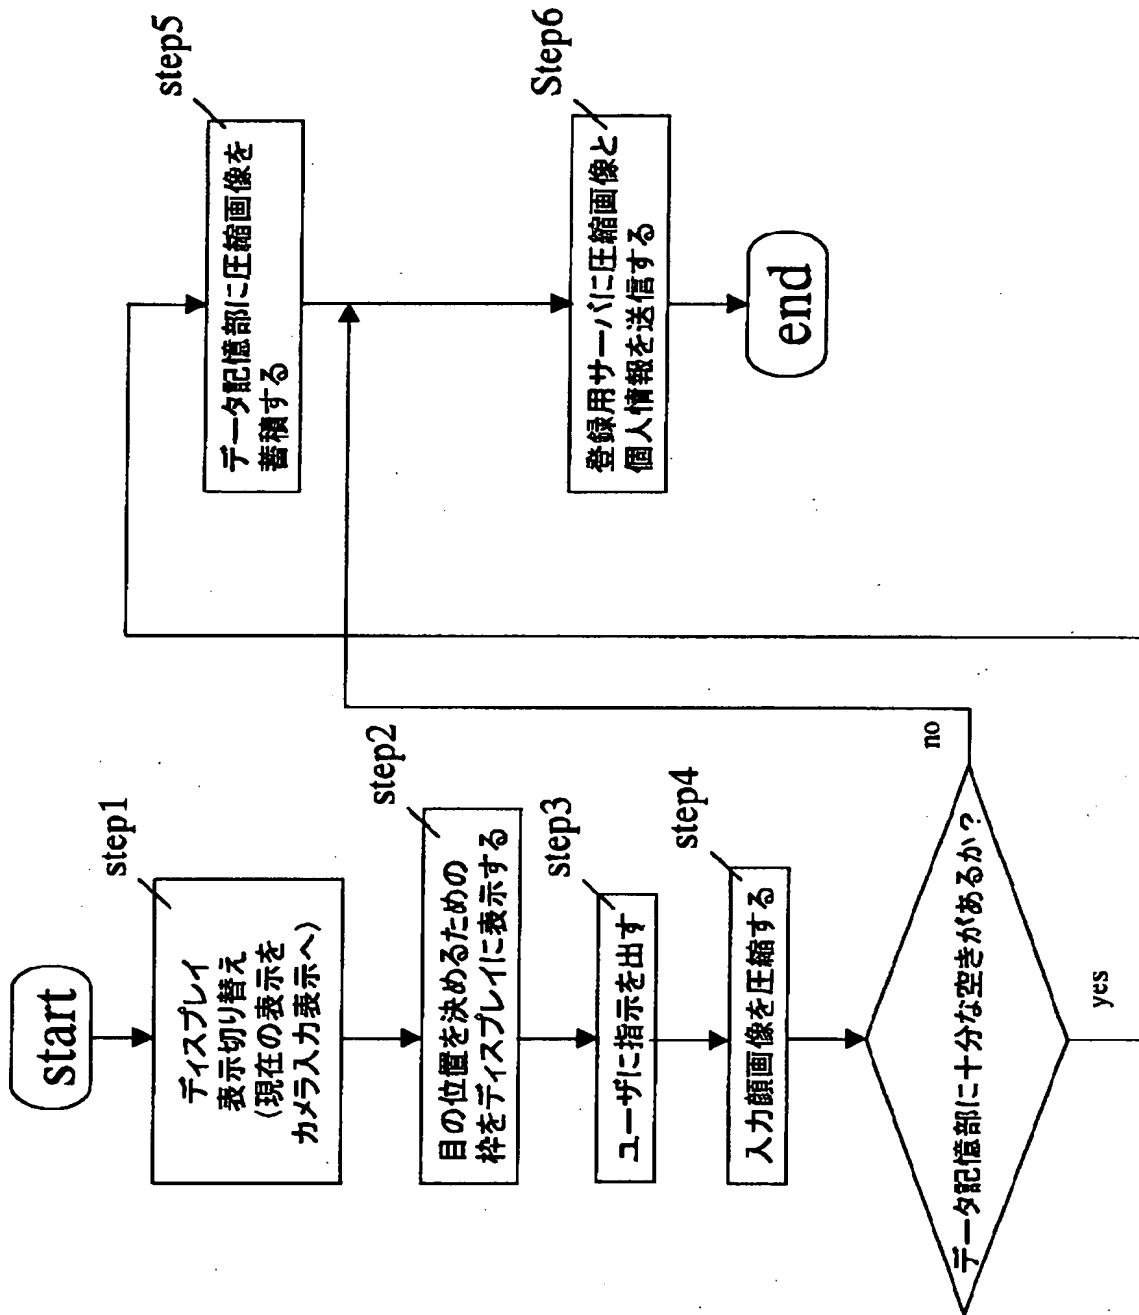 start
step1
ディスプレイ
表示切り替え
(現在の表示を
カメラ入力表示へ)
step2
目の位置を決めるための
枠をディスプレイに表示する
step3
ユーザに指示を出す
step4
入力顔画像を圧縮する
データ記憶部に十分な空きがあるか?
no
yes
step5
データ記憶部に圧縮画像を
蓄積する
Step6
登録用サーバに圧縮画像と
個人情報を送信する
end